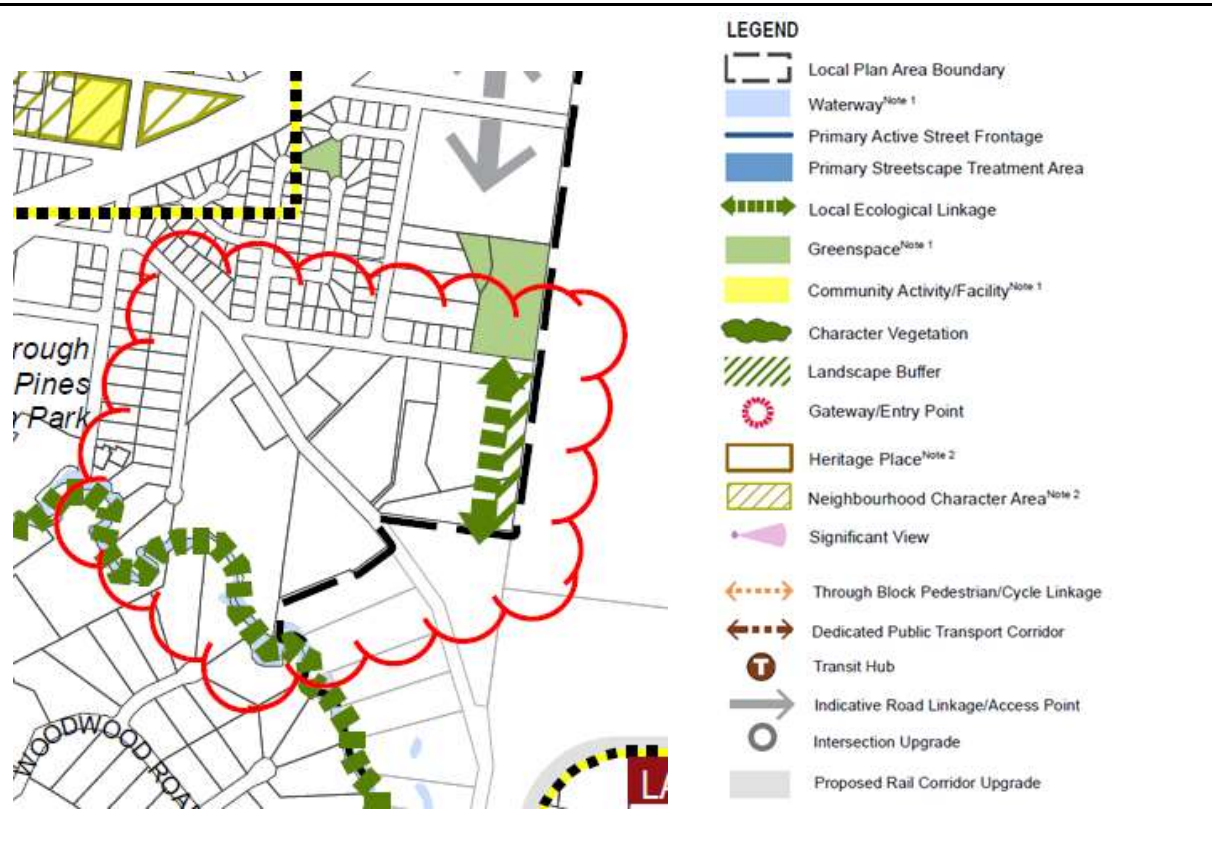 rough
Pines
Park
WOODWOOD ROAD
LA
LEGEND
Local Plan Area Boundary
Waterway Note 1
Primary Active Street Frontage
Primary Streetscape Treatment Area
Local Ecological Linkage
Greenspace Note 1
Community Activity/Facility Note 1
Character Vegetation
Landscape Buffer
Gateway/Entry Point
Heritage Place Note 2
Neighbourhood Character Area Note 2
Significant View
Through Block Pedestrian/Cycle Linkage
Dedicated Public Transport Corridor
T
Transit Hub
Indicative Road Linkage/Access Point
Intersection Upgrade
Proposed Rail Corridor Upgrade